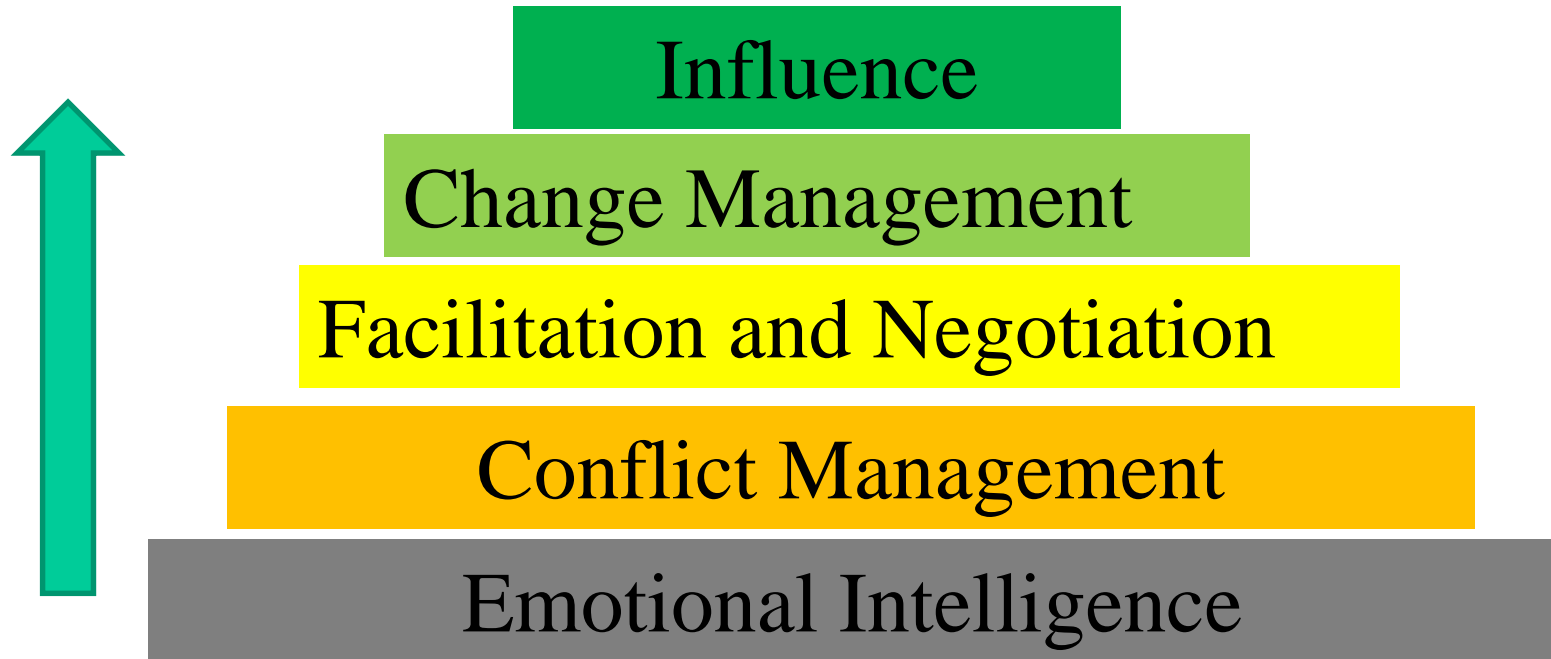 Influence
Change Management
Facilitation and Negotiation
Conflict Management
Emotional Intelligence